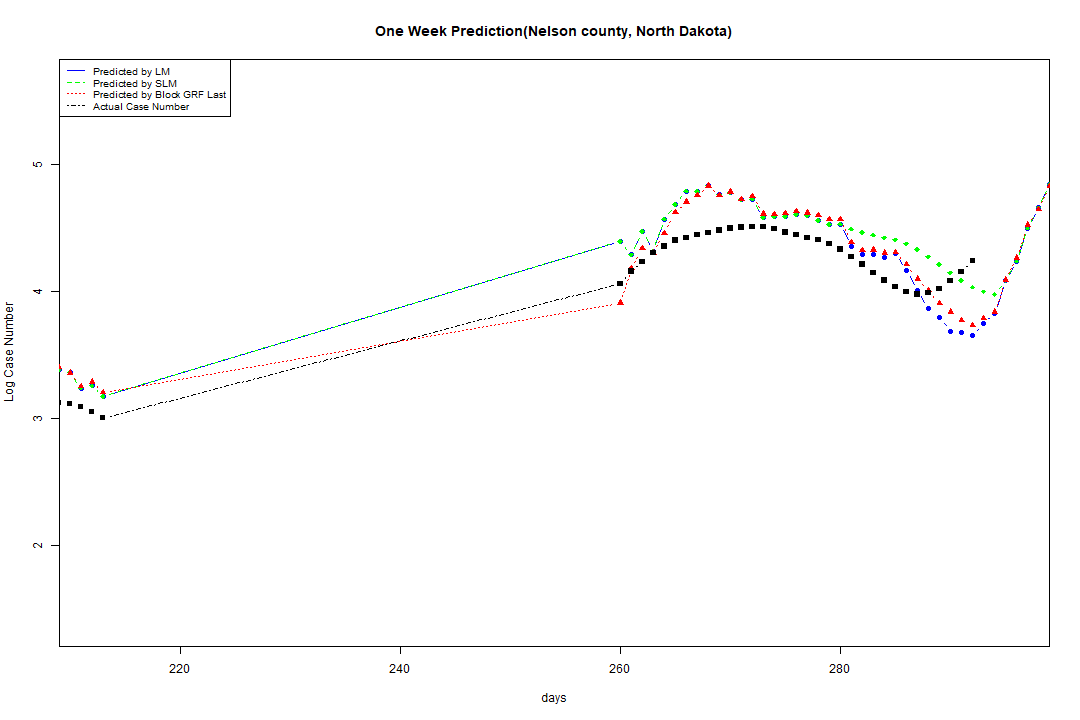 One Week Prediction(Nelson county, North Dakota)
Predicted by LM
Predicted by SLM
Predicted by Block GRF Last
Actual Case Number
5
4
3
2
Log Case Number
220 240 260 280
days